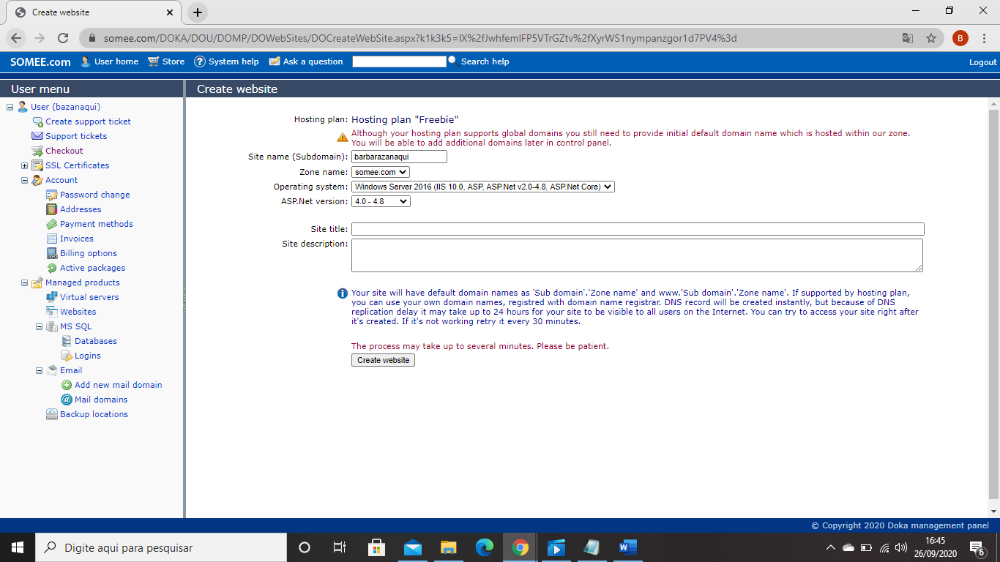 Create website
somee.com/DOKA/DOU/DOMP/DOWebSites/DOCreateWebSite.aspx?k1k3k5=IX%2fJwhfemIFP5VTrGZtv%2fXyrWS1nympanzgor1d7PV4%3d
B
SOMEE.com User home Store System help Ask a question Search help Logout
User menu
Create website
User (bazanaqui)
Create support ticket
Support tickets
Checkout
SSL Certificates
Account
Password change
Addresses
Payment methods
Invoices
Billing options
Active packages
Managed products
Virtual servers
Websites
MS SQL
Databases
Logins
Email
Add new mail domain
Mail domains
Backup locations
Hosting plan: Hosting plan "Freebie"
Although your hosting plan supports global domains you still need to provide initial default domain name which is hosted within our zone.
You will be able to add additional domains later in control panel.
Site name (Subdomain): barbarazanaqui
Zone name: somee.com
Operating system: Windows Server 2016 (IIS 10.0, ASP, ASP.Net v2.0-4.8, ASP.Net Core)
ASP.Net version: 4.0 - 4.8
Site title:
Site description:
Your site will have default domain names as 'Sub domain'.'Zone name' and www.'Sub domain'.'Zone name'. If supported by hosting plan,
you can use your own domain names, registered with domain name registrar. DNS record will be created instantly, but because of DNS
replication delay it may take up to 24 hours for your site to be visible to all users on the Internet. You can try to access your site right after
it's created. If it's not working retry it every 30 minutes.
The process may take up to several minutes. Please be patient.
Create website
© Copyright 2020 Doka management panel
Digite aqui para pesquisar
16:45
26/09/2020
6